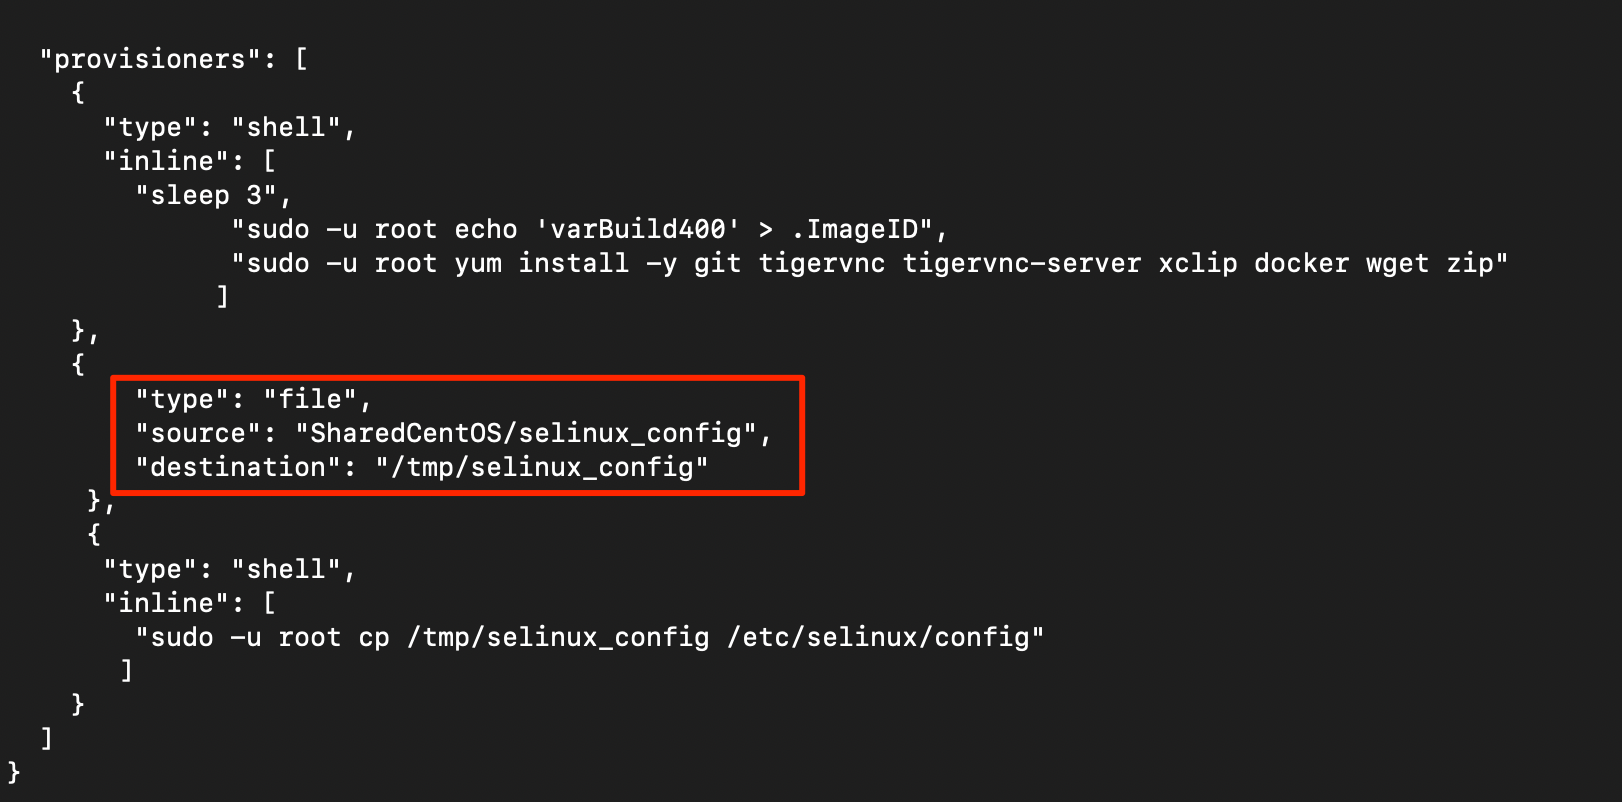 "provisioners": [
{
"type": "shell",
"inline": [
"sleep 3",
"sudo -u root echo 'varBuild400' > .ImageID",
"sudo -u root yum install -y git tigervnc tigervnc-server xclip docker wget zip"
]
},
{
"type": "file",
"source": "SharedCentOS/selinux_config",
"destination": "/tmp/selinux_config"
},
{
"type": "shell",
"inline": [
"sudo -u root cp /tmp/selinux_config /etc/selinux/config"
]
}
]
}